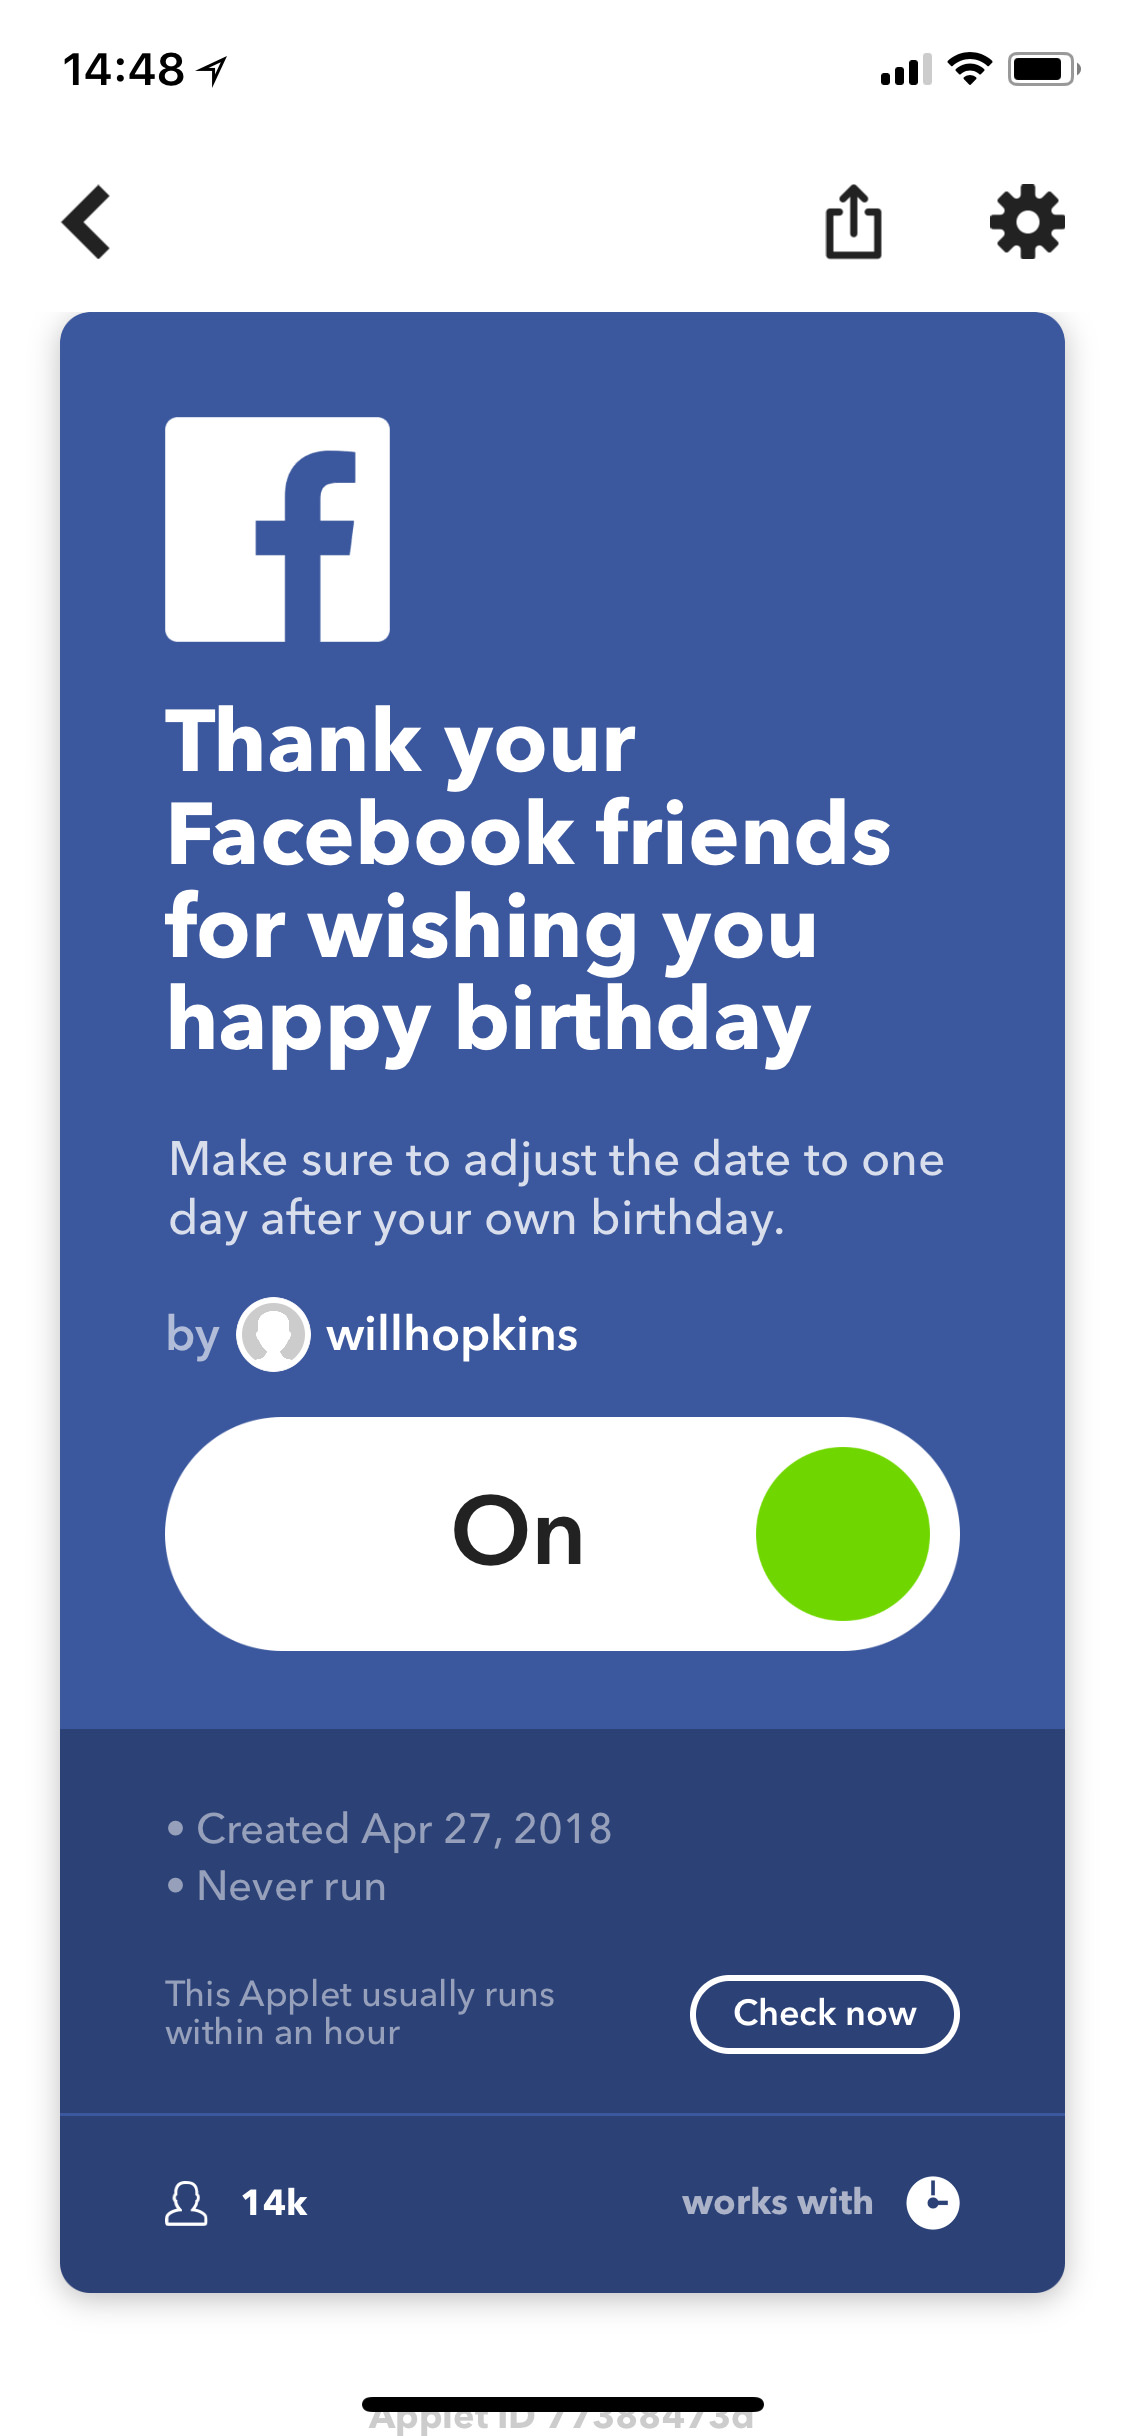 14:48
Thank your
Facebook friends
for wishing you
happy birthday
Make sure to adjust the date to one
day after your own birthday.
by willhopkins
On
• Created Apr 27, 2018
• Never run
This Applet usually runs
within an hour
Check now
14k
works with
Applet ID 77388473d